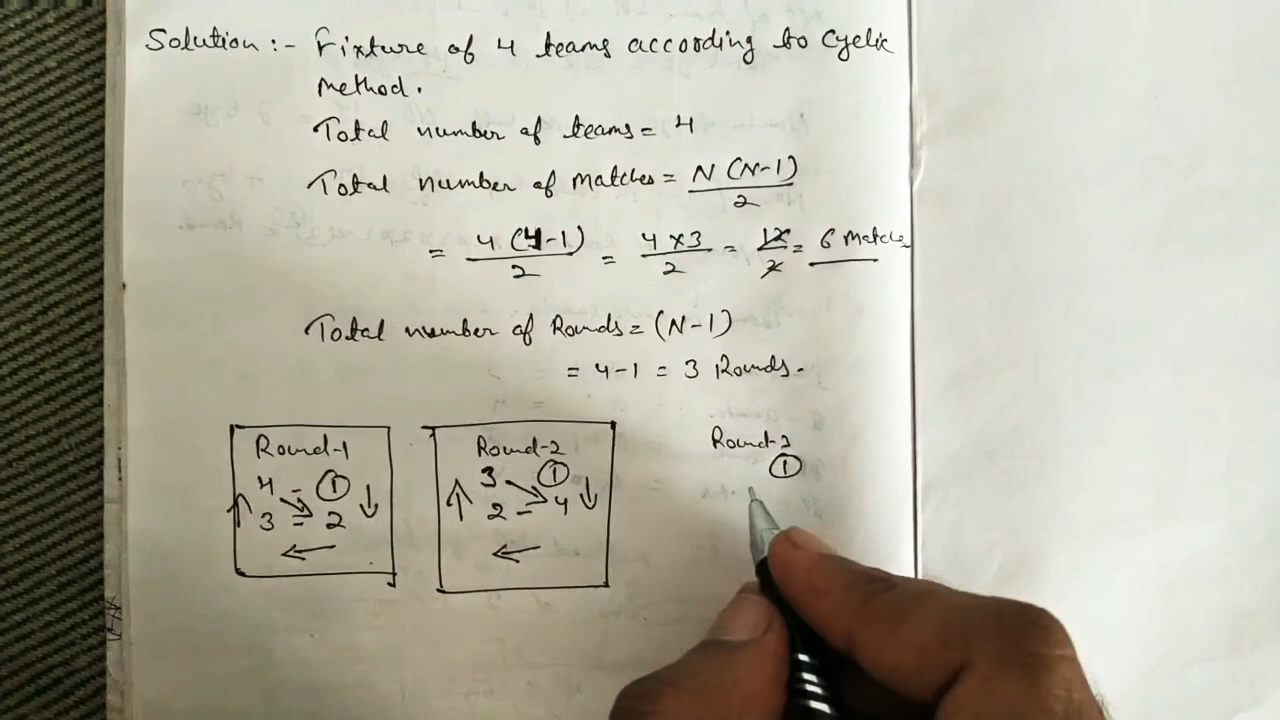 Solution :- Fixture of 4 teams according to Cyclic
Method.
Total number of teams = 4
Total number of Matches = N (N-1) / 2
= 4 (4-1) / 2 = 4 × 3 / 2 = 12 / 2 = 6 Matches
Total number of Rounds = (N-1)
= 4-1 = 3 Rounds.
Round-1
4 - 1
3 - 2
Round-2
3 1
2 - 4
Round-3
1